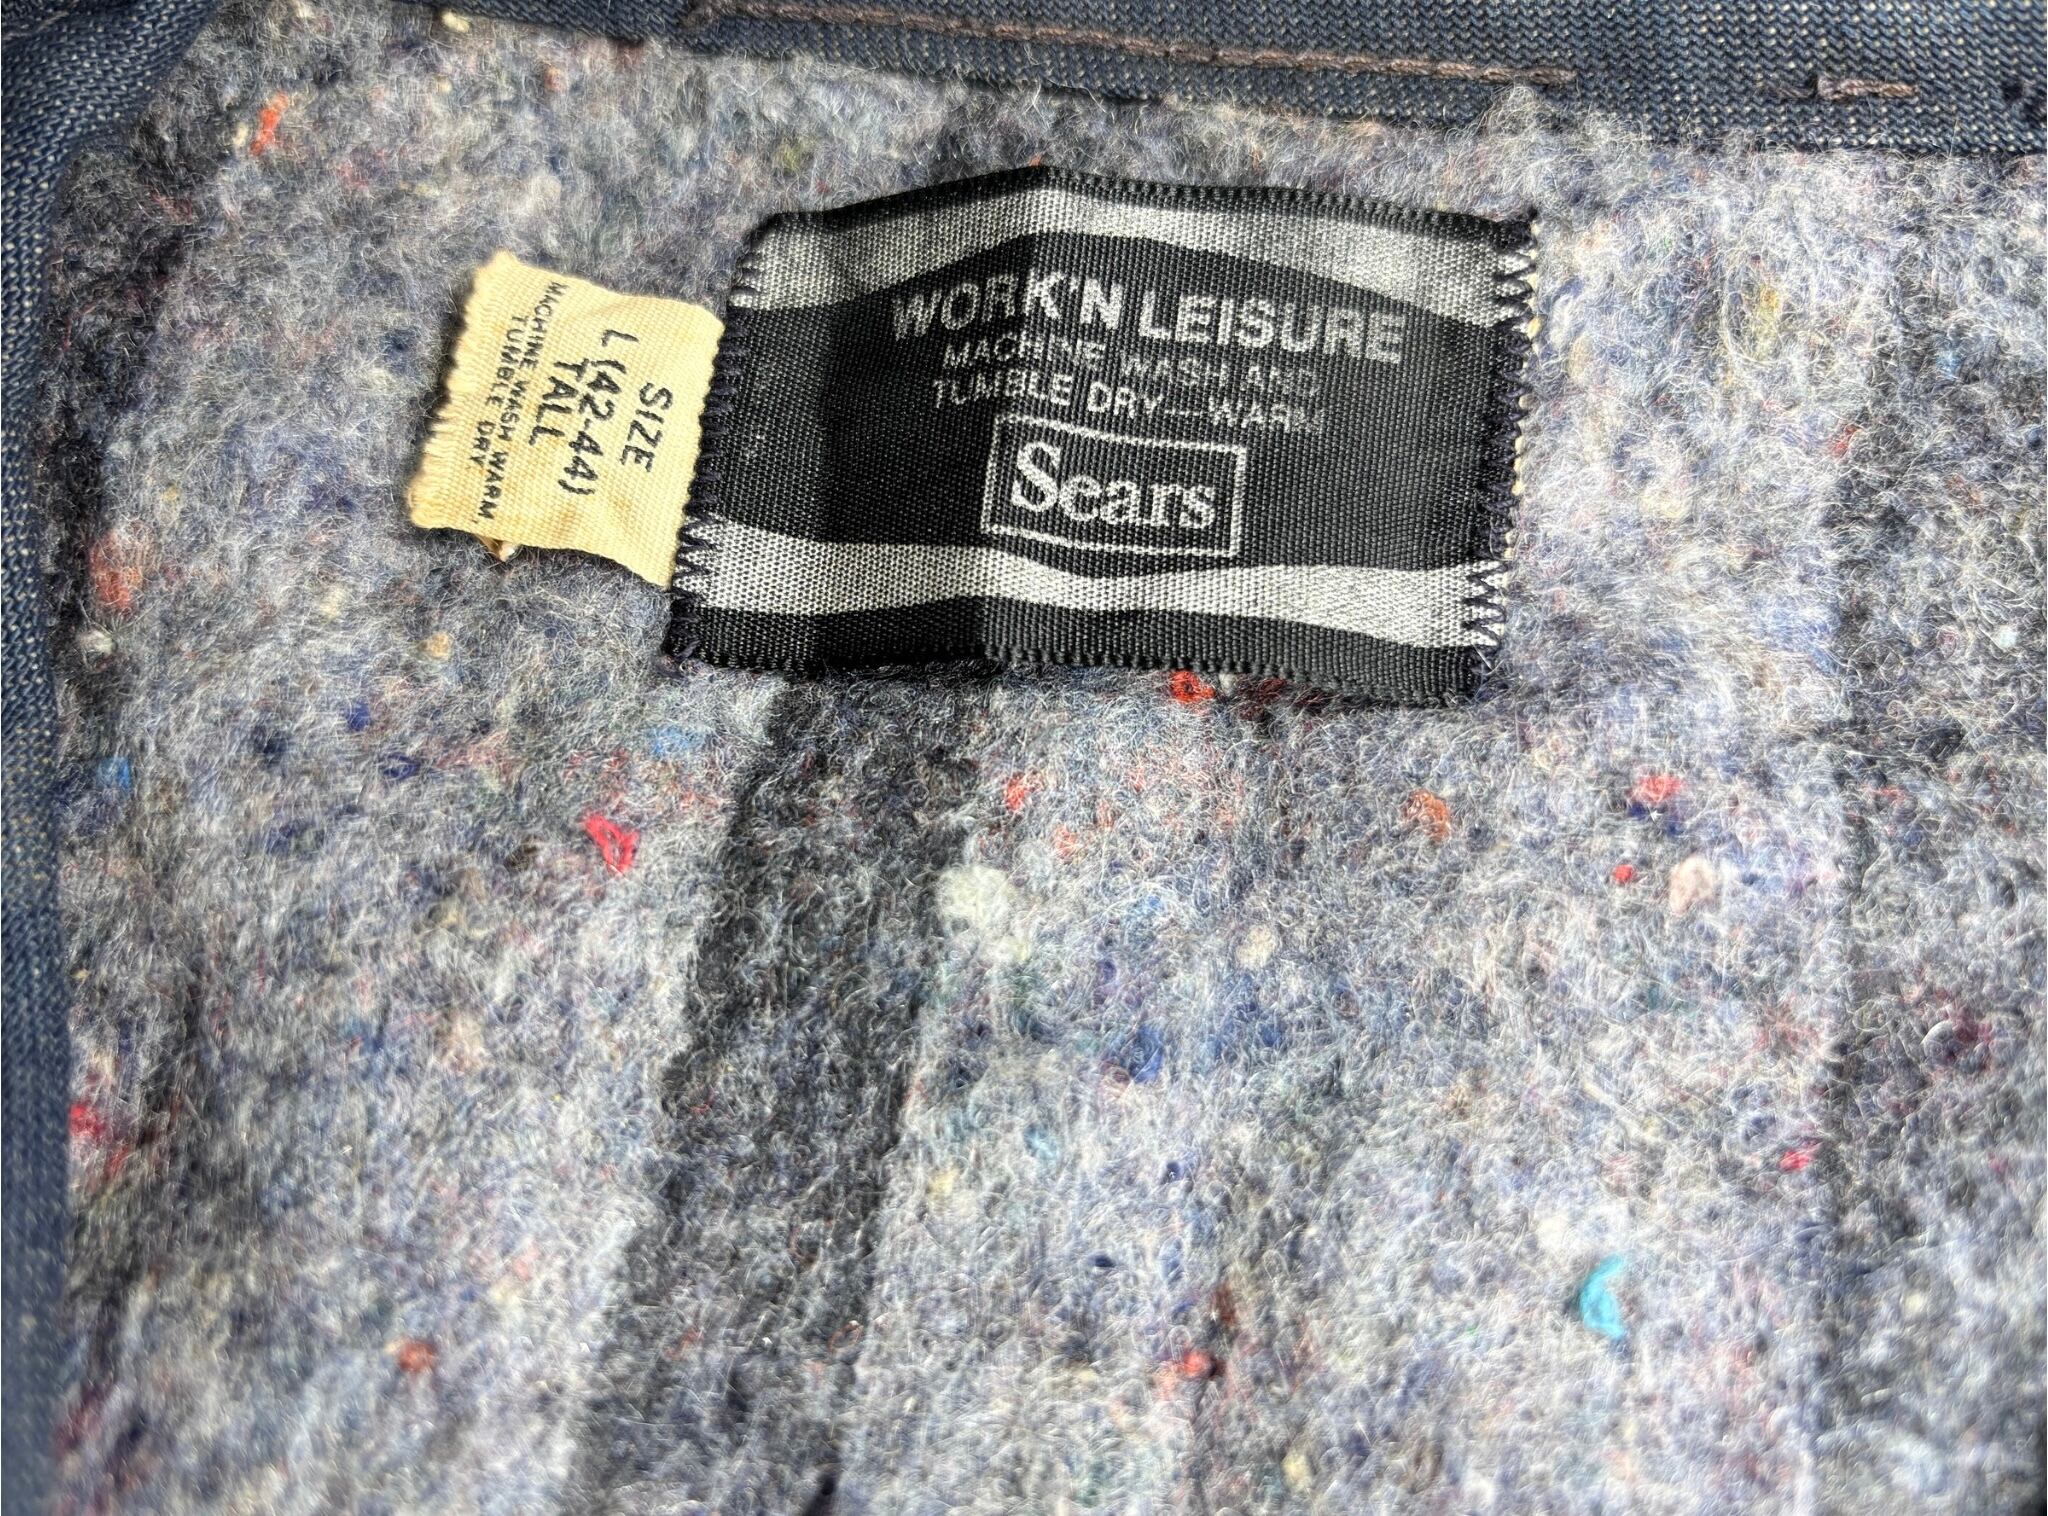 WORK'N LEISURE
MACHINE WASH AND
TUMBLE DRY—WARM
Sears
SIZE
L (42-44)
TALL
MACHINE WASH WARM,
TUMBLE DRY